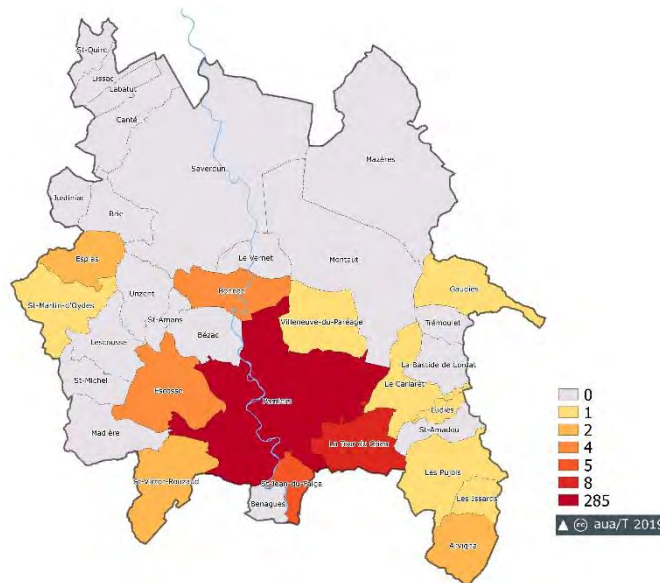 St-Quirc
Lissac
Labatut
Canté
Saverdun
Mazères
Justiniac
Brie
Esplas
Le Vernet
Montaut
Gaudiès
St-Martin-d'Oydes
Unzent
Bonnac
Villeneuve-du-Paréage
Trémoulet
St-Amans
Bézac
Lescousse
La Bastide de Lordat
St-Michel
Escosse
Pamiers
Le Carlaret
Ludiès
St-Amadou
Madière
La Tour du Crieu
St-Victor-Rouzaud
St-Jean-du-Falga
Les Pujols
Benagues
Les Issards
Arvigna
0
1
2
4
5
8
285
▲ cc aua/T 2019